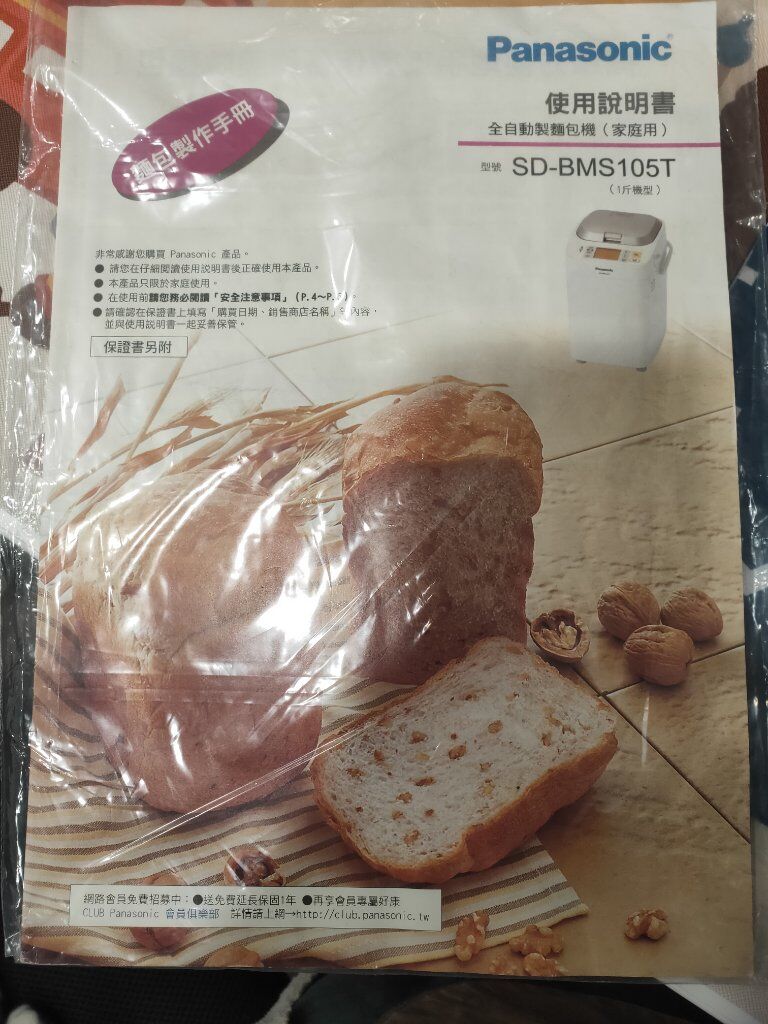 Panasonic
使用說明書
全自動製麵包機（家庭用）
型號 SD-BMS105T
（1斤機型）
麵包製作手冊
Panasonic
非常感謝您購買 Panasonic 產品。
● 請您在仔細閱讀使用說明書後正確使用本產品。
● 本產品只限於家庭使用。
● 在使用前請您務必閱讀「安全注意事項」（P.4～P.5）。
● 請確認在保證書上填寫「購買日期、銷售商店名稱」等內容，
並與使用說明書一起妥善保管。
保證書另附
網路會員免費招募中：●送免費延長保固1年 ●再享會員專屬好康
CLUB Panasonic 會員俱樂部 詳情請上網→http://club.panasonic.tw